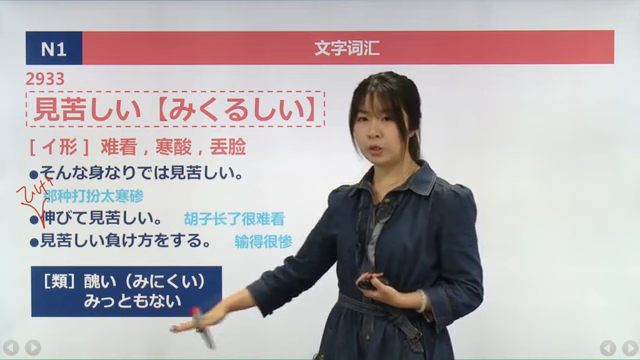 N1
文字词汇
2933
見苦しい【みくるしい】
[ イ形 ] 难看，寒酸，丢脸
●そんな身なりでは見苦しい。
那种打扮太寒碜
●伸びて見苦しい。 胡子长了很难看
●見苦しい負け方をする。 输得很惨
［類］醜い（みにくい）
みっともない